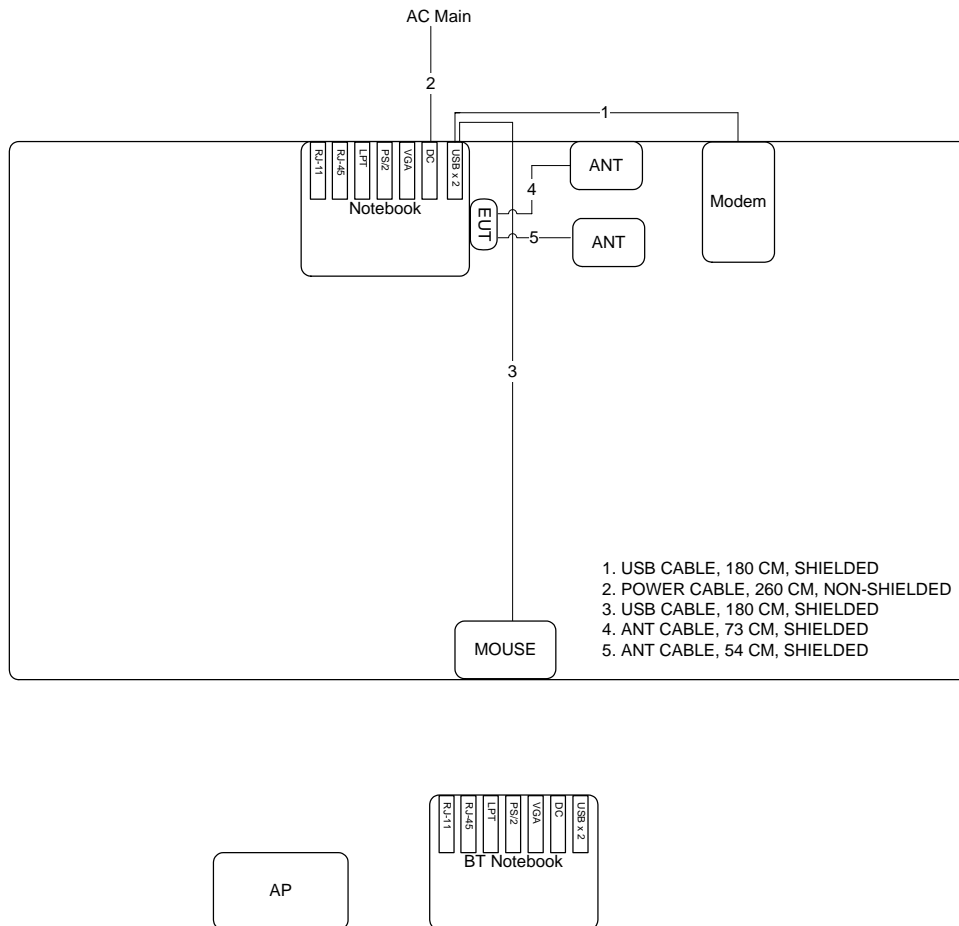 AC Main
2
1
RJ-11
RJ-45
LPT
PS/2
VGA
DC
USB x 2
Notebook
EUT
4
ANT
5
ANT
Modem
3
1. USB CABLE, 180 CM, SHIELDED
2. POWER CABLE, 260 CM, NON-SHIELDED
3. USB CABLE, 180 CM, SHIELDED
4. ANT CABLE, 73 CM, SHIELDED
5. ANT CABLE, 54 CM, SHIELDED
MOUSE
RJ-11
RJ-45
LPT
PS/2
VGA
DC
USB x 2
BT Notebook
AP